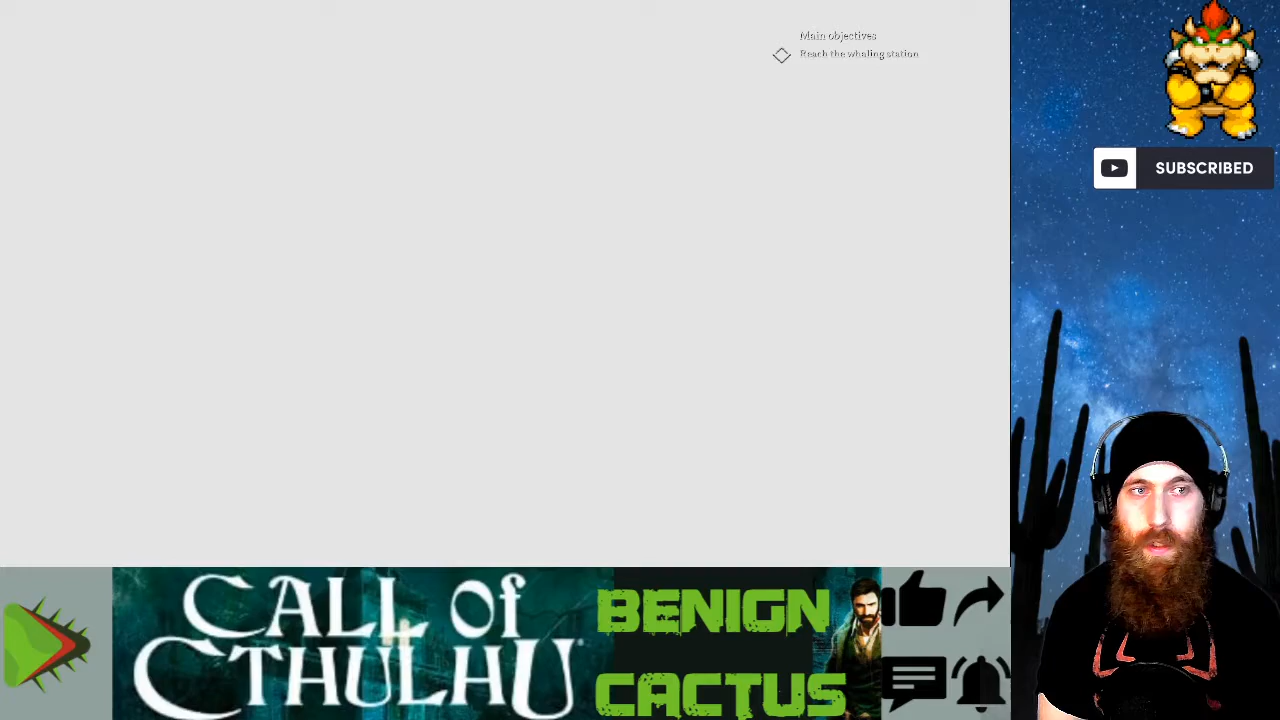 Main objectives
Reach the whaling station
SUBSCRIBED
CALL of
CTHULHU
BENIGN
CACTUS